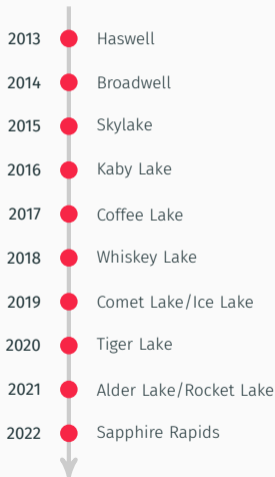 2013 Haswell
2014 Broadwell
2015 Skylake
2016 Kaby Lake
2017 Coffee Lake
2018 Whiskey Lake
2019 Comet Lake/Ice Lake
2020 Tiger Lake
2021 Alder Lake/Rocket Lake
2022 Sapphire Rapids